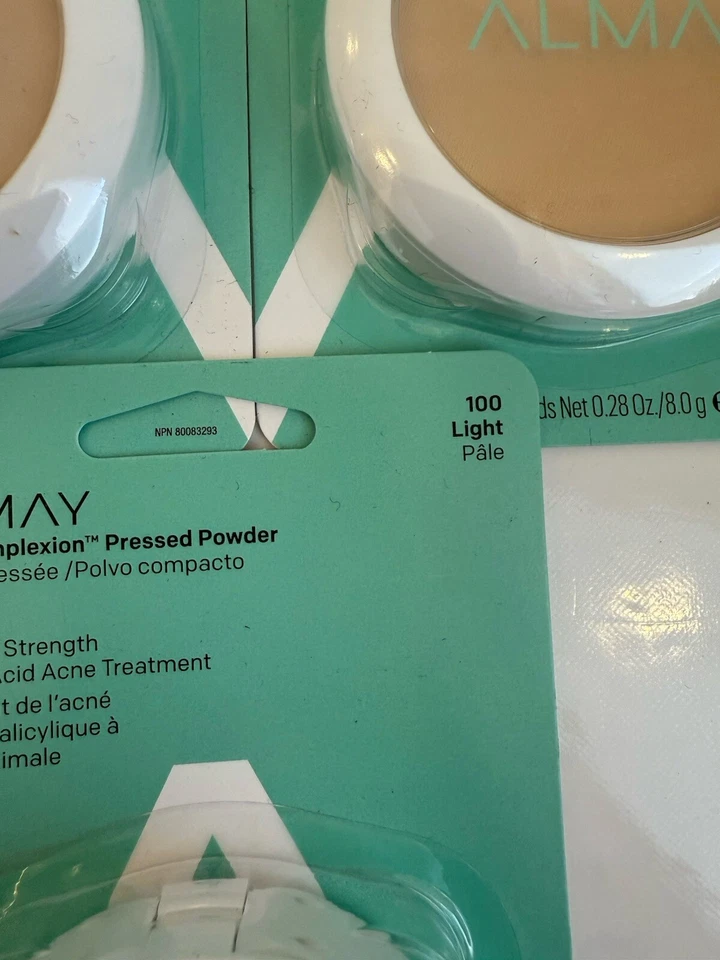 ALMA
ds Net 0.28 Oz./8.0 g e
NPN 80083293
100
Light
Pâle
MAY
mplexion™ Pressed Powder
essée /Polvo compacto
Strength
Acid Acne Treatment
t de l'acné
alicylique à
imale